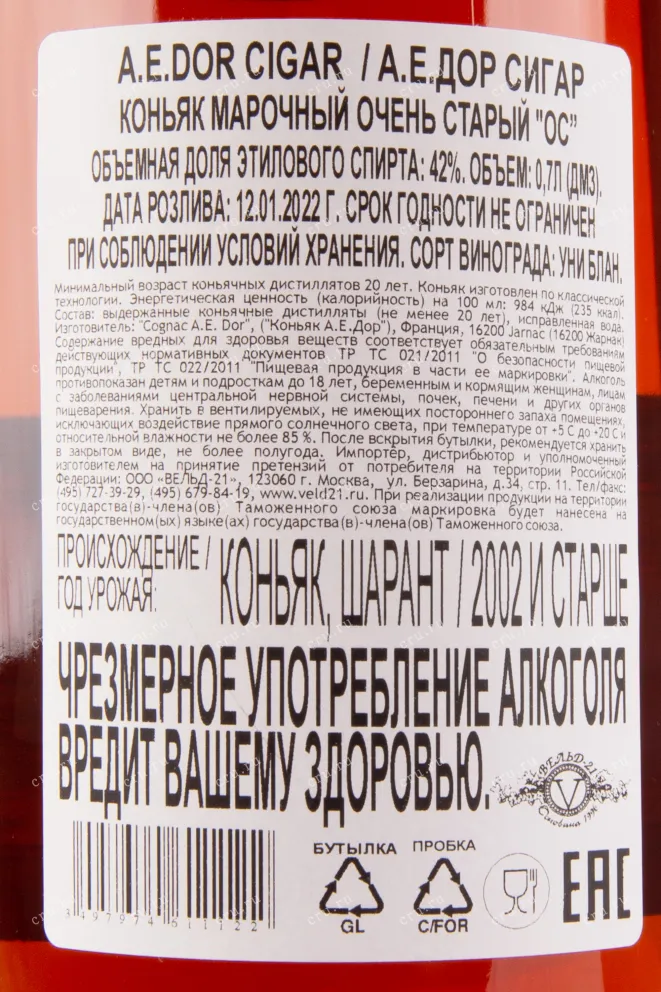 A.E.DOR CIGAR / А.Е.ДОР СИГАР
КОНЬЯК МАРОЧНЫЙ ОЧЕНЬ СТАРЫЙ "ОС"
ОБЪЕМНАЯ ДОЛЯ ЭТИЛОВОГО СПИРТА: 42%. ОБЪЕМ: 0,7Л (ДМ3).
ДАТА РОЗЛИВА: 12.01.2022 Г. СРОК ГОДНОСТИ НЕ ОГРАНИЧЕН
ПРИ СОБЛЮДЕНИИ УСЛОВИЙ ХРАНЕНИЯ. СОРТ ВИНОГРАДА: УНИ БЛАН.
Минимальный возраст коньячных дистиллятов 20 лет. Коньяк изготовлен по классической
технологии. Энергетическая ценность (калорийность) на 100 мл: 984 кДж (235 ккал).
Состав: выдержанные коньячные дистилляты (не менее 20 лет), исправленная вода.
Изготовитель: "Cognac A.E. Dor", ("Коньяк А.Е.Дор"), Франция, 16200 Jarnac (16200 Жарнак)
Содержание вредных для здоровья веществ соответствует обязательным требованиям
действующих нормативных документов ТР ТС 021/2011 "О безопасности пищевой
продукции", ТР ТС 022/2011 "Пищевая продукция в части ее маркировки". Алкоголь
противопоказан детям и подросткам до 18 лет, беременным и кормящим женщинам, лицам
с заболеваниями центральной нервной системы, почек, печени и других органов
пищеварения. Хранить в вентилируемых, не имеющих постороннего запаха помещениях,
исключающих воздействие прямого солнечного света, при температуре от +5 С до +20 С и
относительной влажности не более 85 %. После вскрытия бутылки, рекомендуется хранить
в закрытом виде, не более полугода. Импортёр, дистрибьютор и уполномоченный
изготовителем на принятие претензий от потребителя на территории Российской
Федерации: ООО «ВЕЛЬД-21», 123060 г. Москва, ул. Берзарина, д.34, стр. 11. Тел/факс:
(495) 727-39-29, (495) 679-84-19, www.veld21.ru. При реализации продукции на территории
государства(в)-члена(ов) Таможенного союза маркировка будет нанесена на
государственном(ых) языке(ах) государства(в)-члена(ов) Таможенного союза.
ПРОИСХОЖДЕНИЕ /
ГОД УРОЖАЯ:
КОНЬЯК, ШАРАНТ / 2002 И СТАРШЕ
ЧРЕЗМЕРНОЕ УПОТРЕБЛЕНИЕ АЛКОГОЛЯ
ВРЕДИТ ВАШЕМУ ЗДОРОВЬЮ.
ВЕЛЬД-21
V
Основана 1996
БУТЫЛКА
GL
ПРОБКА
C/FOR
EAC
3497974611122